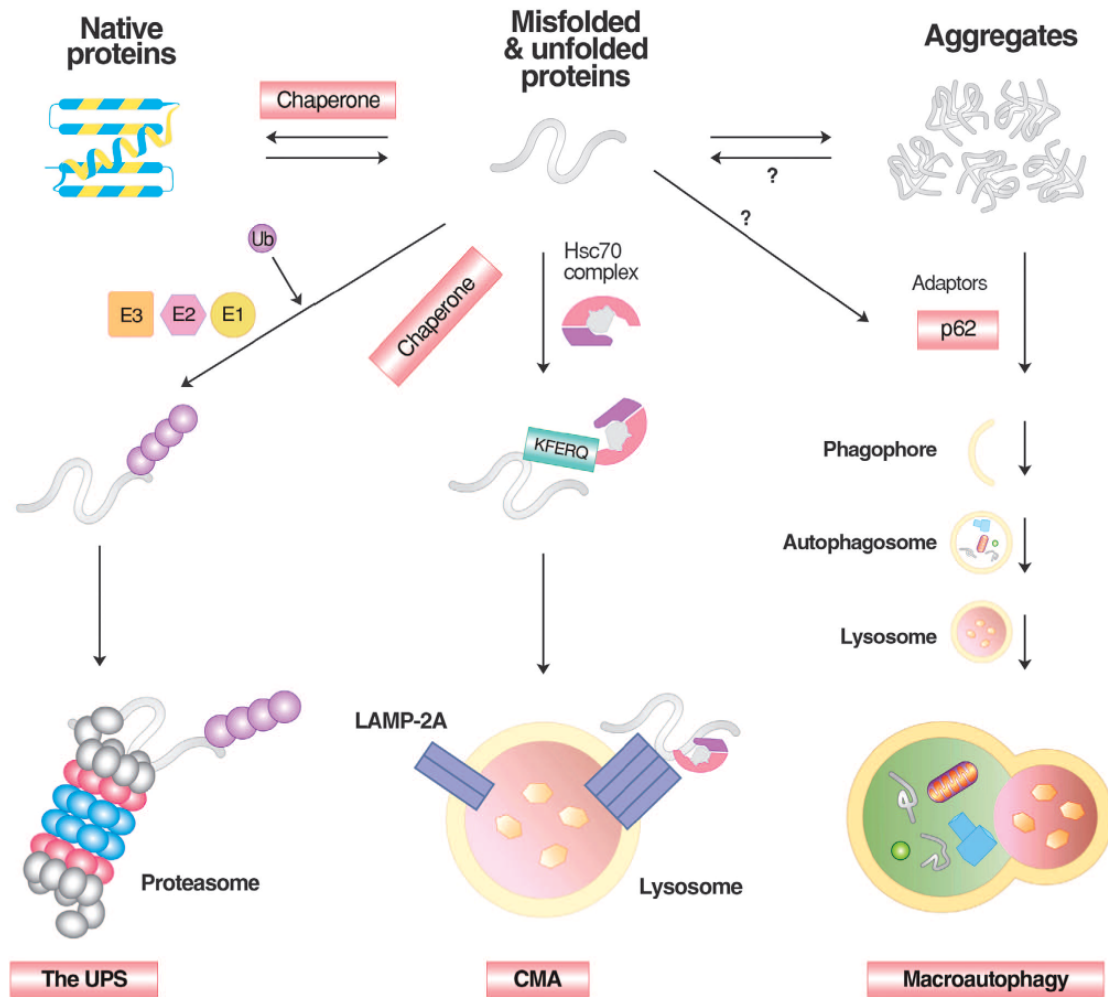 Native
proteins
Misfolded
& unfolded
proteins
Aggregates
Chaperone
?
?
Ub
E3
E2
E1
Chaperone
Hsc70
complex
Adaptors
p62
KFERQ
Phagophore
Autophagosome
Lysosome
LAMP-2A
Proteasome
Lysosome
The UPS
CMA
Macroautophagy